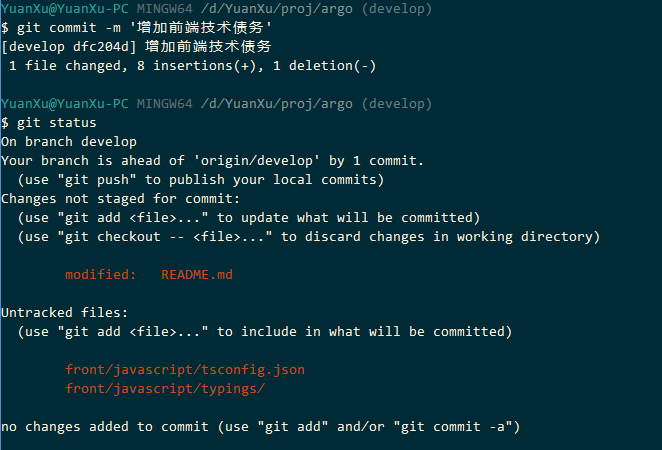 YuanXu@YuanXu-PC MINGW64 /d/YuanXu/proj/argo (develop)
$ git commit -m '增加前端技术债务'
[develop dfc204d] 增加前端技术债务
 1 file changed, 8 insertions(+), 1 deletion(-)

YuanXu@YuanXu-PC MINGW64 /d/YuanXu/proj/argo (develop)
$ git status
On branch develop
Your branch is ahead of 'origin/develop' by 1 commit.
  (use "git push" to publish your local commits)
Changes not staged for commit:
  (use "git add <file>..." to update what will be committed)
  (use "git checkout -- <file>..." to discard changes in working directory)

        modified:   README.md

Untracked files:
  (use "git add <file>..." to include in what will be committed)

        front/javascript/tsconfig.json
        front/javascript/typings/

no changes added to commit (use "git add" and/or "git commit -a")